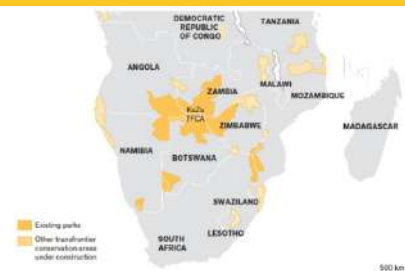 DEMOCRATIC
REPUBLIC
OF CONGO
TANZANIA
ANGOLA
ZAMBIA
MALAWI
MOZAMBIQUE
KaZa
TFCA
ZIMBABWE
MADAGASCAR
NAMIBIA
BOTSWANA
SWAZILAND
LESOTHO
SOUTH
AFRICA
Existing parks
Other transfrontier
conservation areas
under construction
500 km